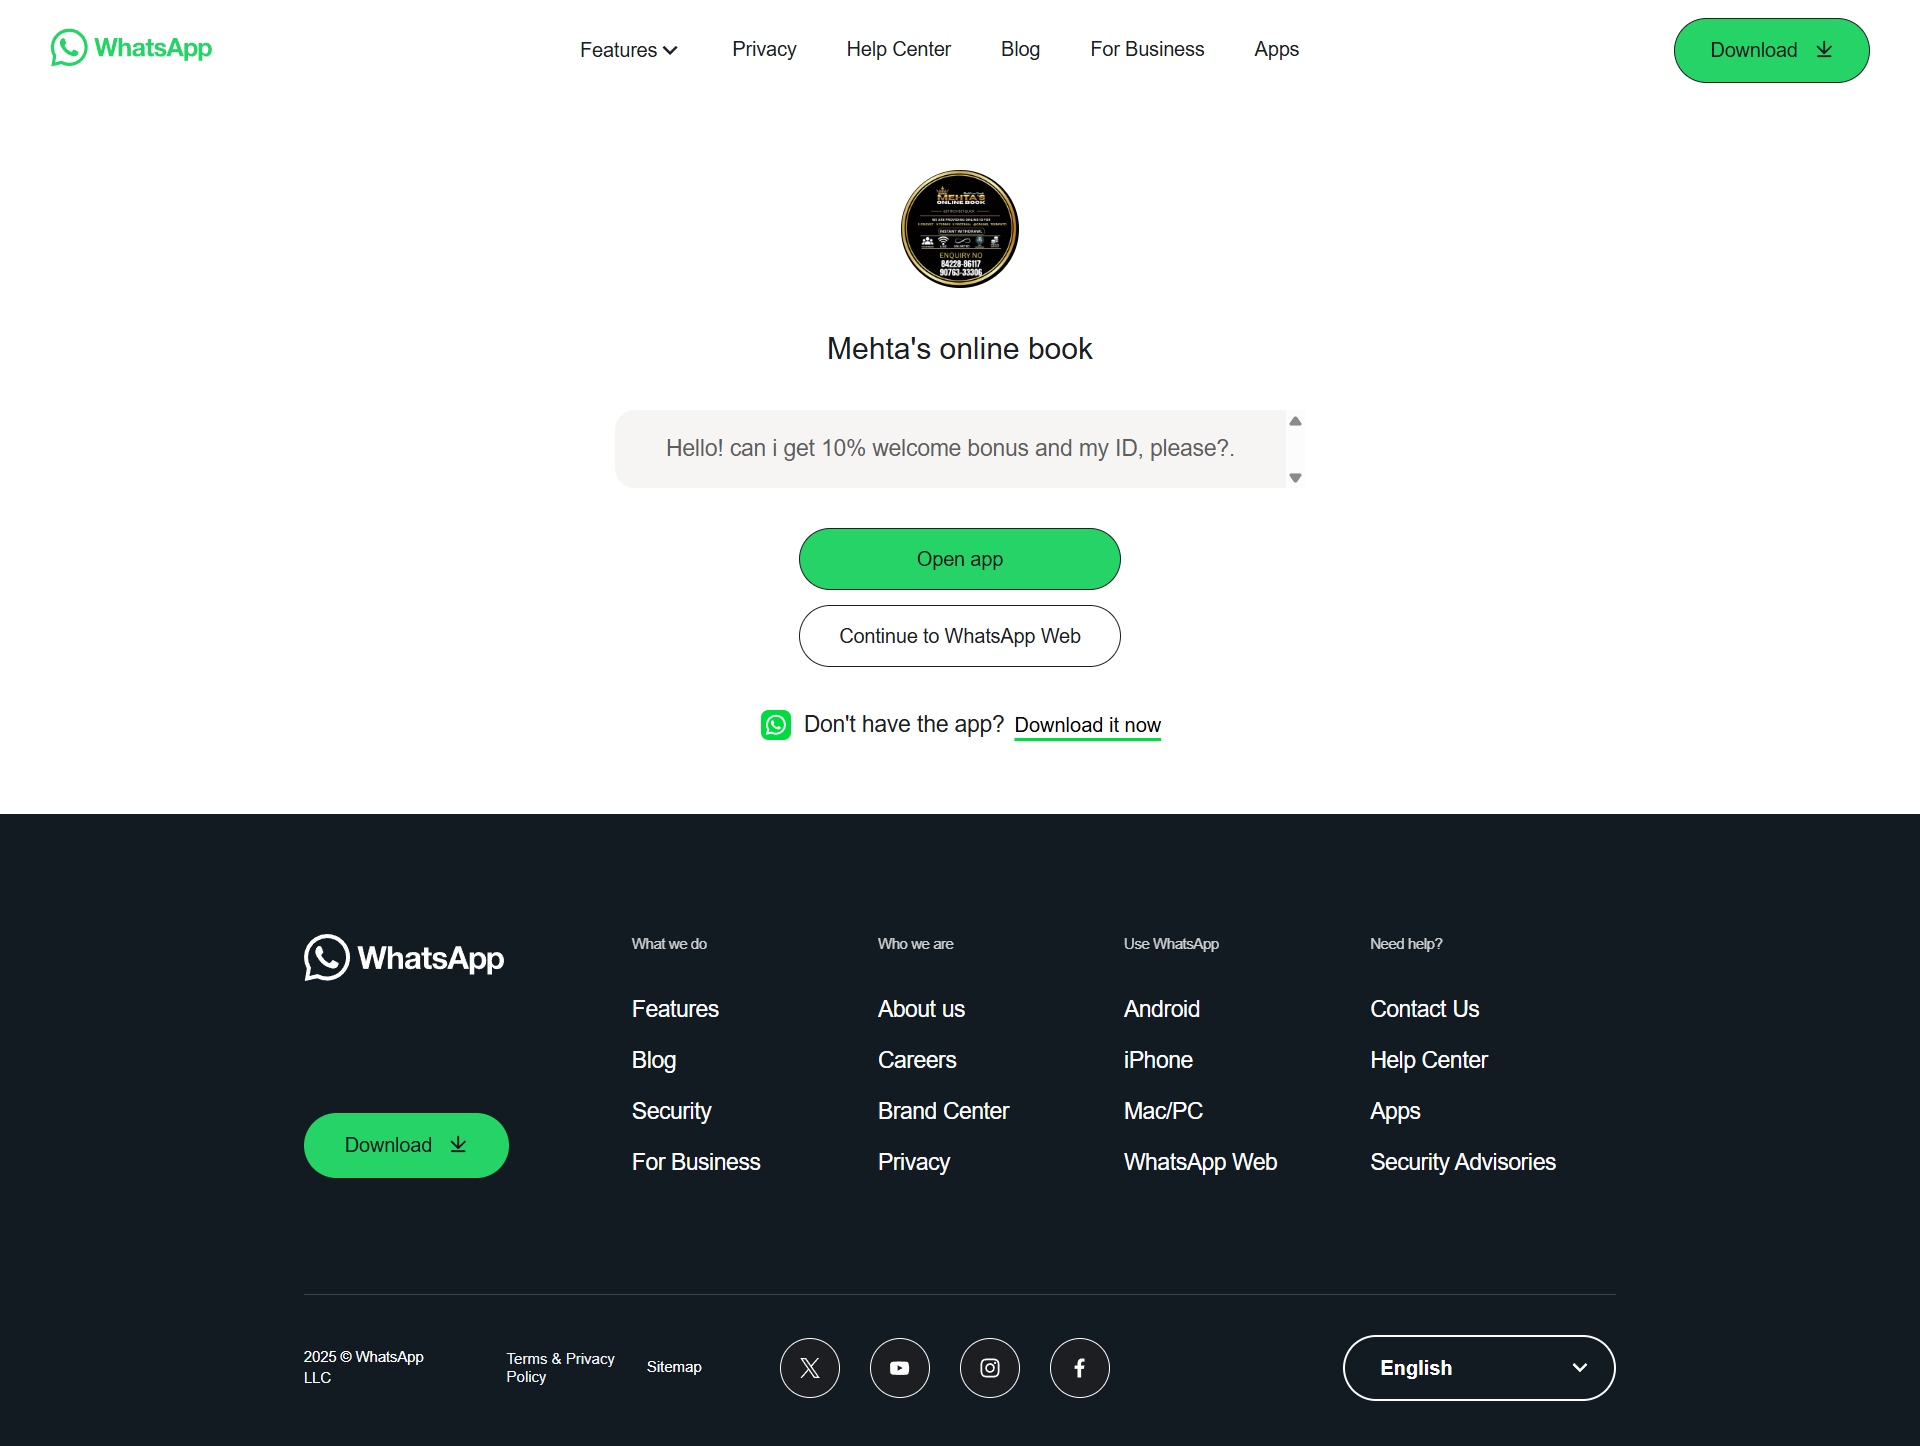 WhatsApp
Features
Privacy
Help Center
Blog
For Business
Apps
Download
MEHTA'S
ONLINE BOOK
INSTANT WITHDRAWL
ENQUIRY NO
84228-86117
90763-33306
Mehta's online book
Hello! can i get 10% welcome bonus and my ID, please?.
Open app
Continue to WhatsApp Web
Don't have the app? Download it now
WhatsApp
Download
What we do
Features
Blog
Security
For Business
Who we are
About us
Careers
Brand Center
Privacy
Use WhatsApp
Android
iPhone
Mac/PC
WhatsApp Web
Need help?
Contact Us
Help Center
Apps
Security Advisories
2025 © WhatsApp
LLC
Terms & Privacy
Policy
Sitemap
English